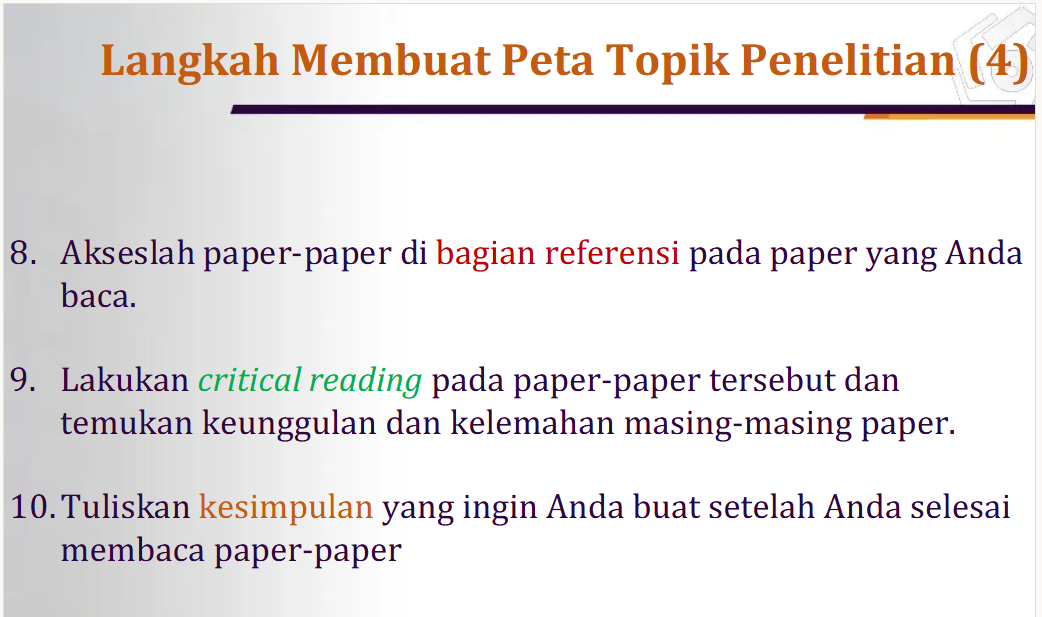 Langkah Membuat Peta Topik Penelitian (4)
8. Akseslah paper-paper di bagian referensi pada paper yang Anda
baca.
9. Lakukan critical reading pada paper-paper tersebut dan
temukan keunggulan dan kelemahan masing-masing paper.
10. Tuliskan kesimpulan yang ingin Anda buat setelah Anda selesai
membaca paper-paper